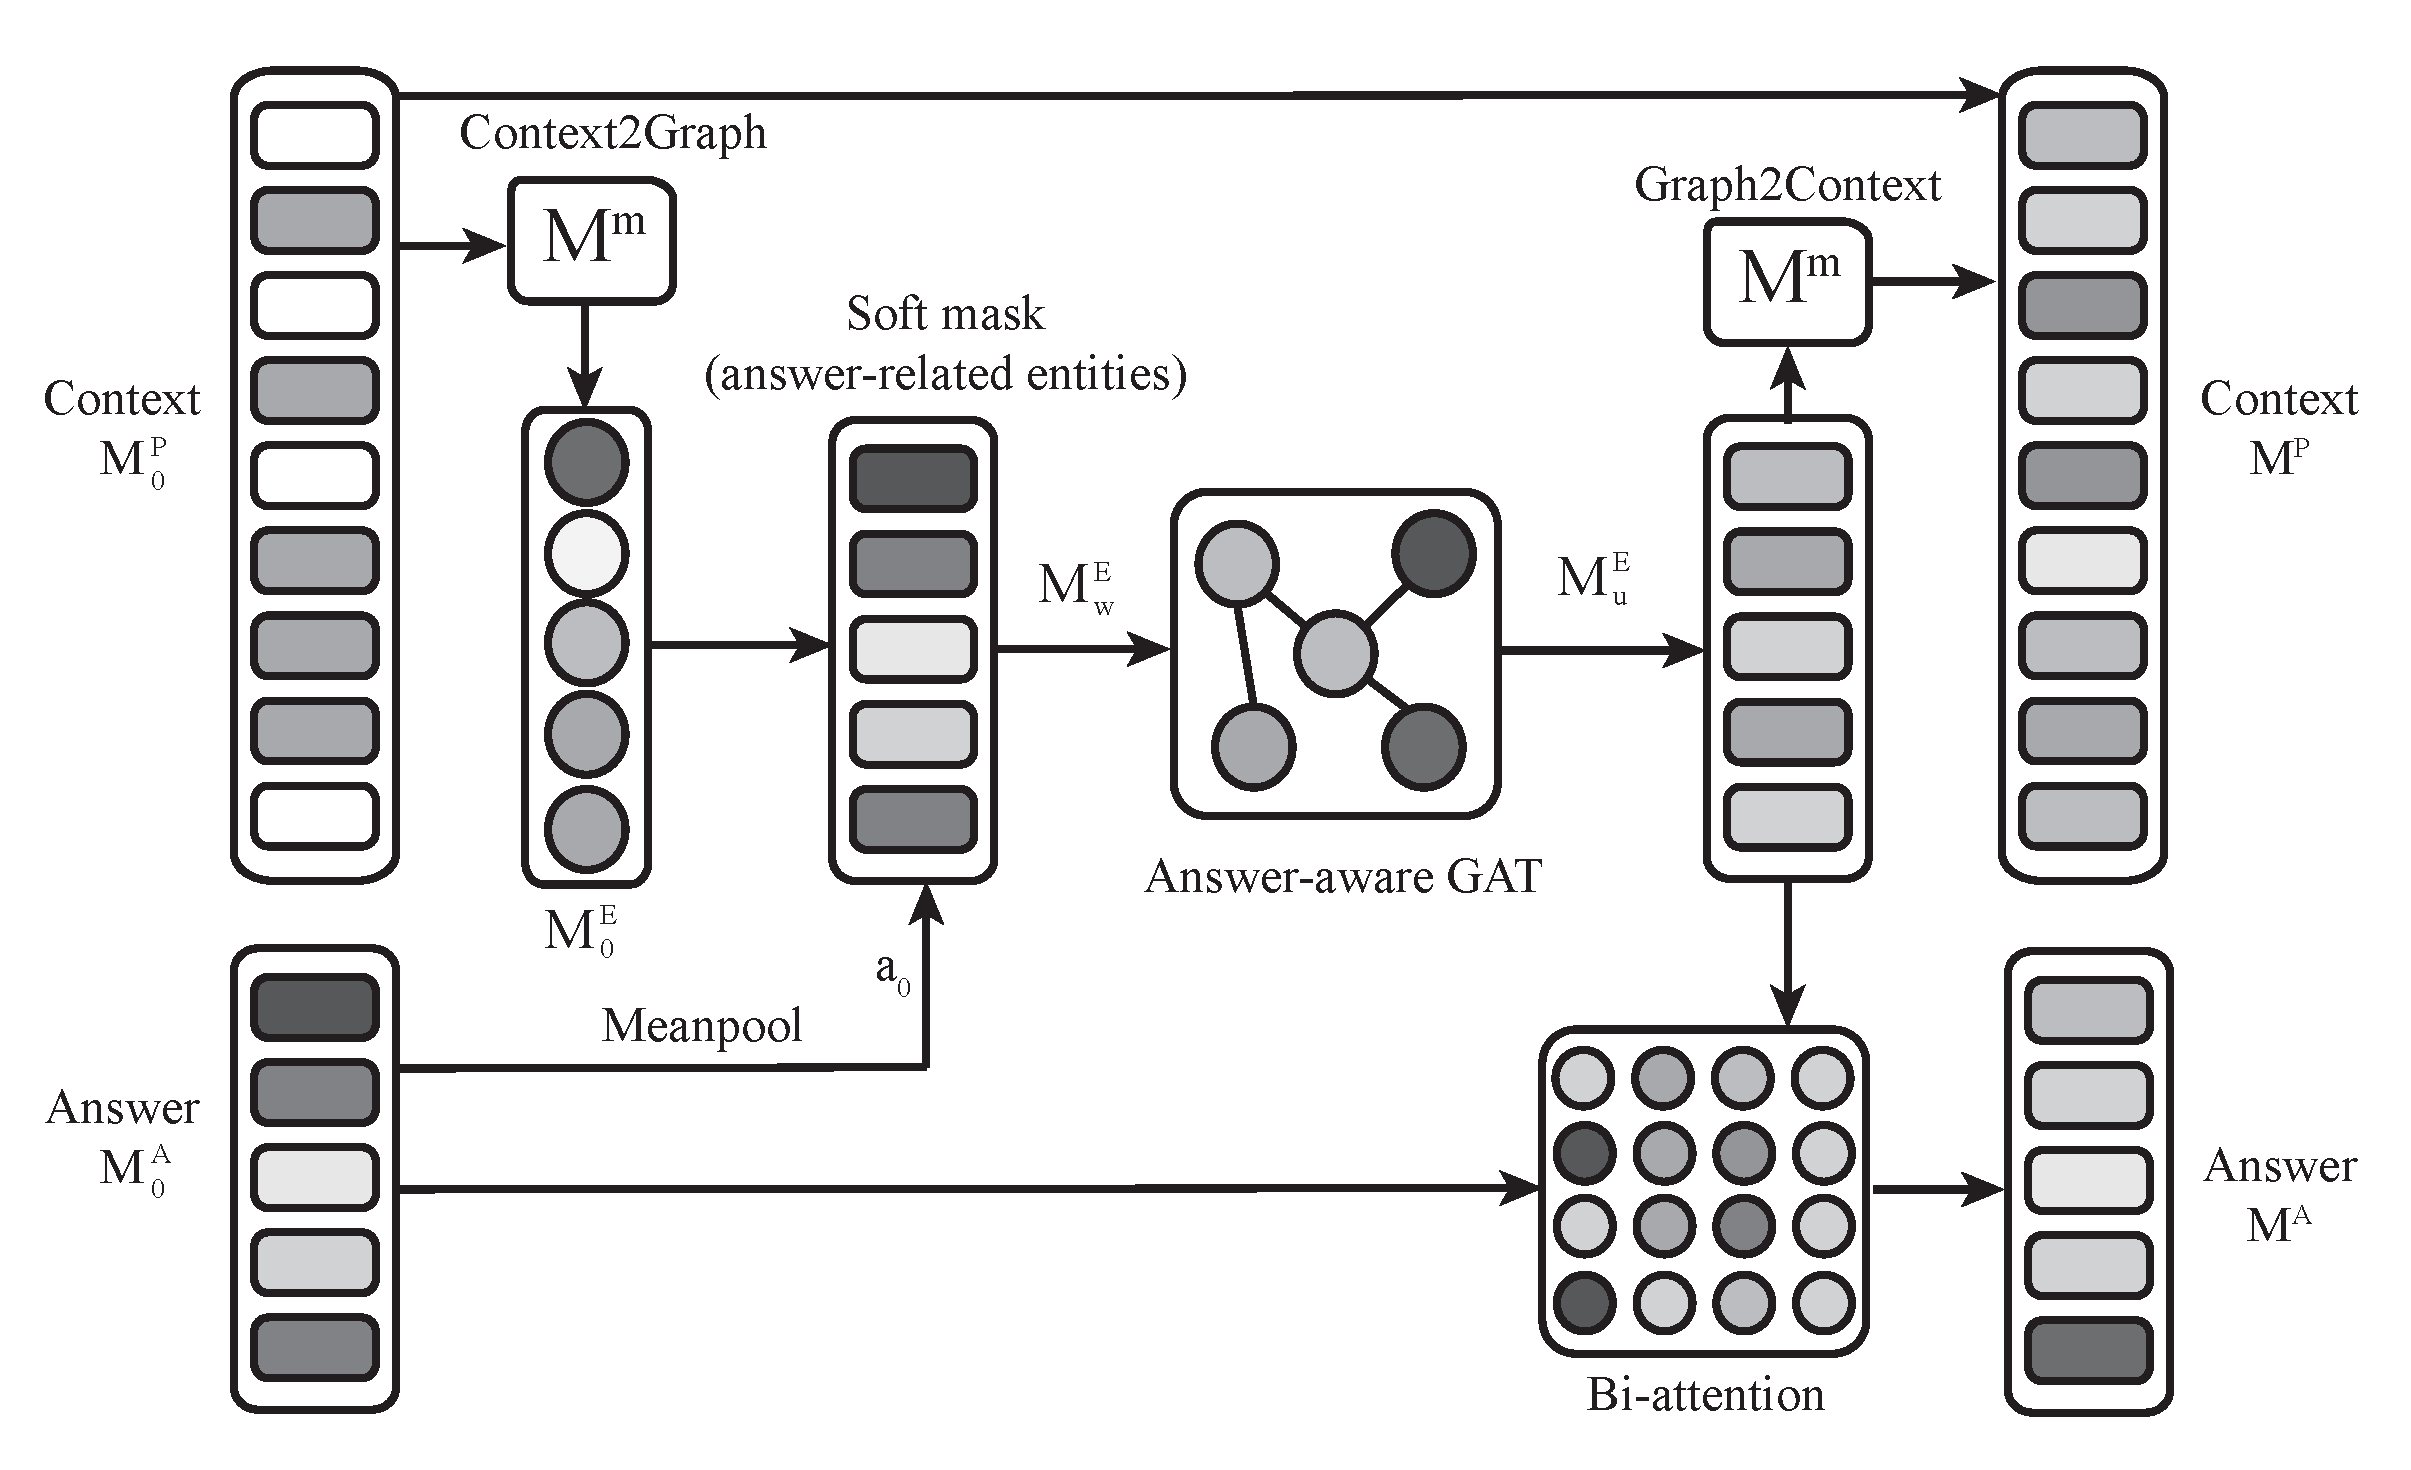 Context2Graph
M^m
Graph2Context
M^m
Soft mask
(answer-related entities)
Context
M_0^P
Context
M^P
M_w^E
M_u^E
Answer-aware GAT
M_0^E
a_0
Meanpool
Answer
M_0^A
Answer
M^A
Bi-attention